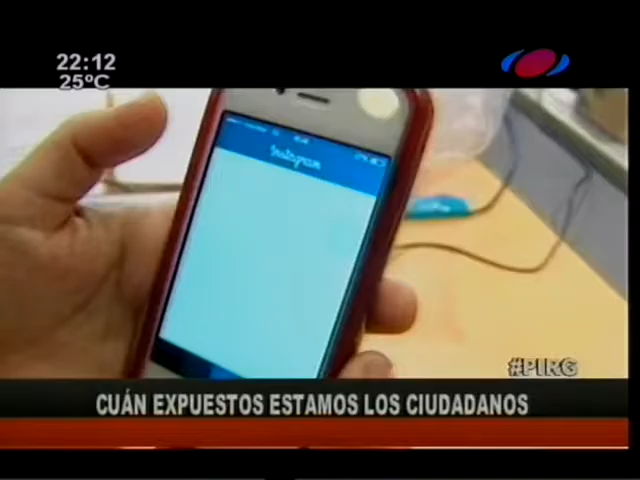 22:12
25ºC
Instagram
#PIRG
CUÁN EXPUESTOS ESTAMOS LOS CIUDADANOS